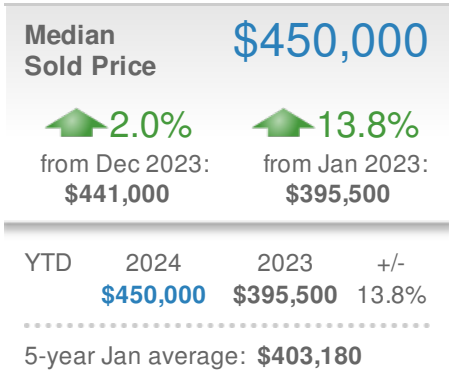 Median $450,000
Sold Price
2.0% 13.8%
from Dec 2023: from Jan 2023:
$441,000 $395,500
YTD 2024 2023 +/-
$450,000 $395,500 13.8%
5-year Jan average: $403,180